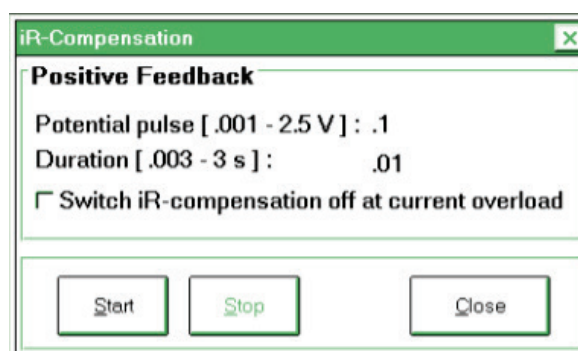 iR-Compensation
Positive Feedback
Potential pulse [ .001 - 2.5 V ] : .1
Duration [ .003 - 3 s ] : .01
Switch iR-compensation off at current overload
Start Stop Close